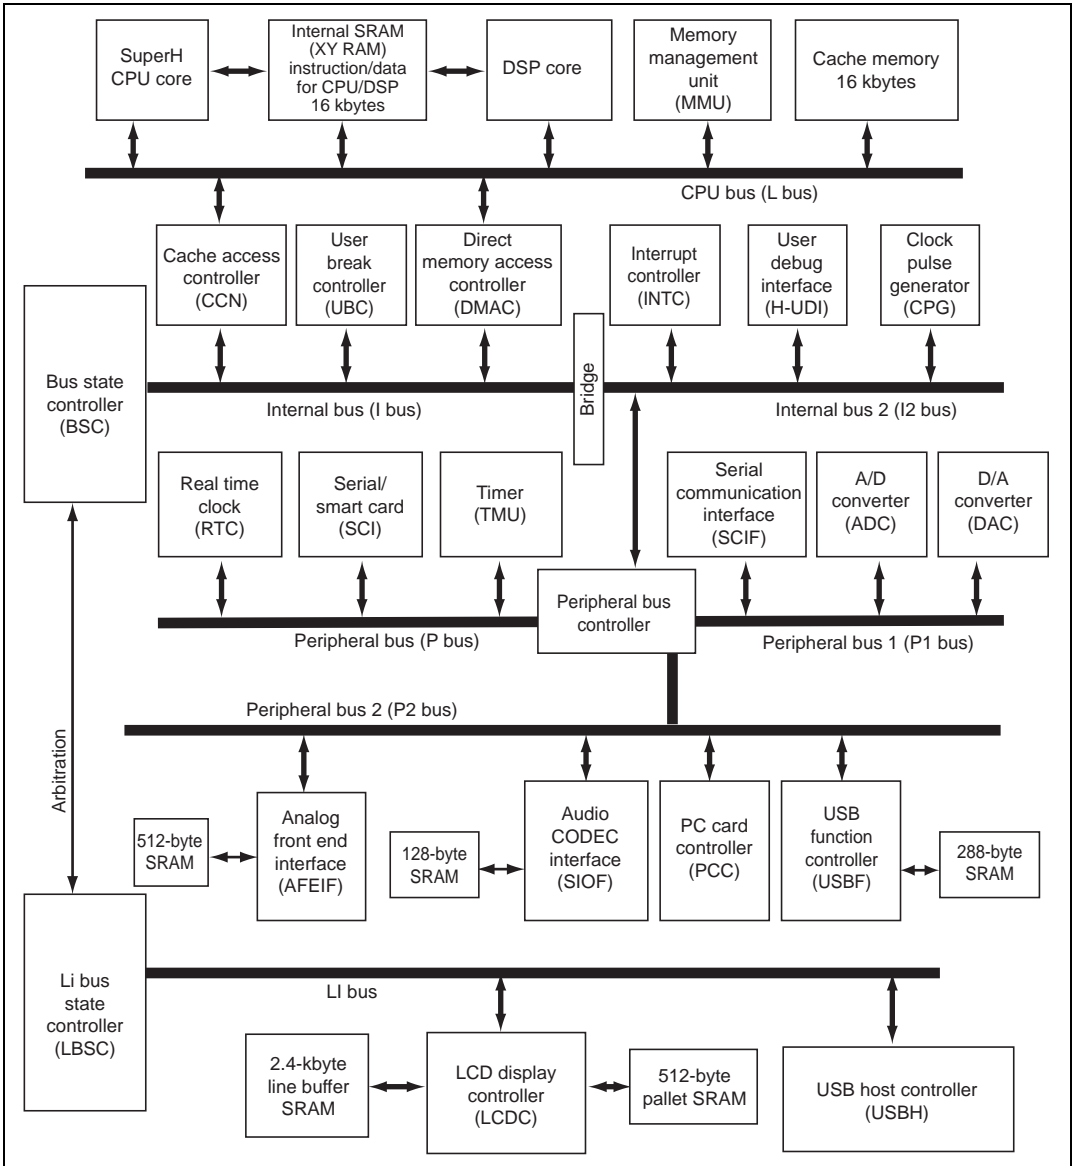 SuperH
CPU core
Internal SRAM
(XY RAM)
instruction/data
for CPU/DSP
16 kbytes
DSP core
Memory
management
unit
(MMU)
Cache memory
16 kbytes
CPU bus (L bus)
Cache access
controller
(CCN)
User
break
controller
(UBC)
Direct
memory access
controller
(DMAC)
Interrupt
controller
(INTC)
User
debug
interface
(H-UDI)
Clock
pulse
generator
(CPG)
Bus state
controller
(BSC)
Bridge
Internal bus (I bus)
Internal bus 2 (I2 bus)
Real time
clock
(RTC)
Serial/
smart card
(SCI)
Timer
(TMU)
Serial
communication
interface
(SCIF)
A/D
converter
(ADC)
D/A
converter
(DAC)
Peripheral bus
controller
Peripheral bus (P bus)
Peripheral bus 1 (P1 bus)
Peripheral bus 2 (P2 bus)
Arbitration
512-byte
SRAM
Analog
front end
interface
(AFEIF)
128-byte
SRAM
Audio
CODEC
interface
(SIOF)
PC card
controller
(PCC)
USB
function
controller
(USBF)
288-byte
SRAM
Li bus
state
controller
(LBSC)
LI bus
2.4-kbyte
line buffer
SRAM
LCD display
controller
(LCDC)
512-byte
pallet SRAM
USB host controller
(USBH)